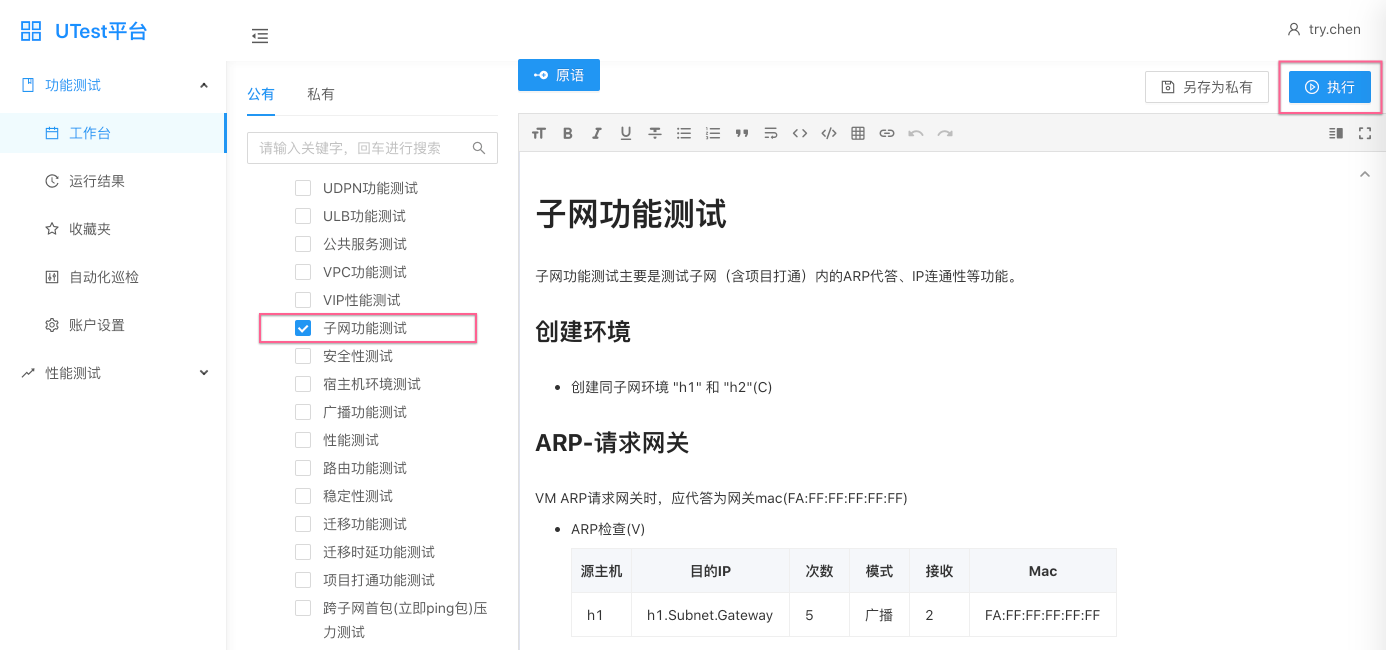 UTest平台
try.chen
功能测试
工作台
运行结果
收藏夹
自动化巡检
账户设置
性能测试
公有 私有
请输入关键字，回车进行搜索
UDPN功能测试
ULB功能测试
公共服务测试
VPC功能测试
VIP性能测试
子网功能测试
安全性测试
宿主机环境测试
广播功能测试
性能测试
路由功能测试
稳定性测试
迁移功能测试
迁移时延功能测试
项目打通功能测试
跨子网首包(立即ping包)压
力测试
原语
另存为私有 执行
子网功能测试
子网功能测试主要是测试子网（含项目打通）内的ARP代答、IP连通性等功能。
创建环境
创建同子网环境 "h1" 和 "h2"(C)
ARP-请求网关
VM ARP请求网关时，应代答为网关mac(FA:FF:FF:FF:FF:FF)
ARP检查(V)
源主机 目的IP 次数 模式 接收 Mac
h1 h1.Subnet.Gateway 5 广播 2 FA:FF:FF:FF:FF:FF